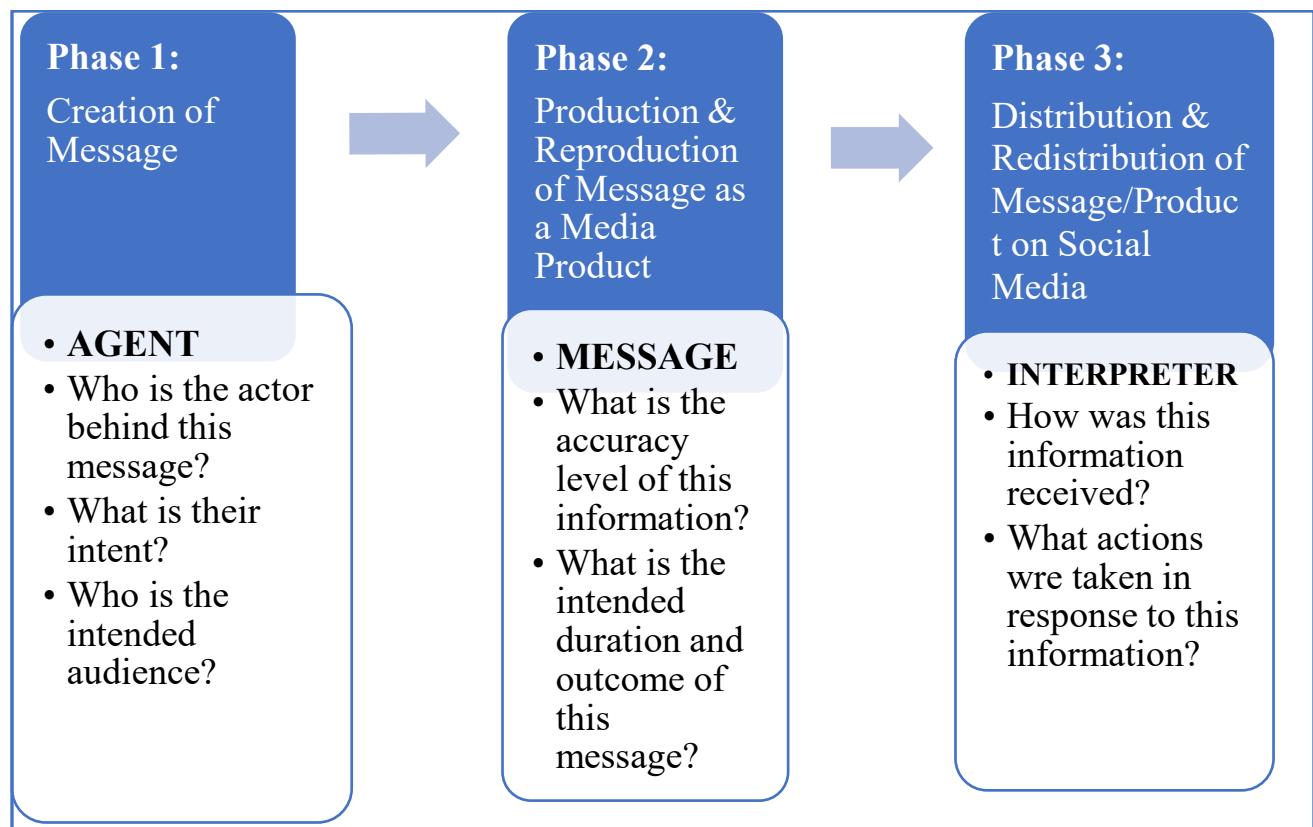 Phase 1:
Creation of
Message
• AGENT
• Who is the actor
behind this
message?
• What is their
intent?
• Who is the
intended
audience?
Phase 2:
Production &
Reproduction
of Message as
a Media
Product
• MESSAGE
• What is the
accuracy
level of this
information?
• What is the
intended
duration and
outcome of
this
message?
Phase 3:
Distribution &
Redistribution of
Message/Produc
t on Social
Media
• INTERPRETER
• How was this
information
received?
• What actions
wre taken in
response to this
information?